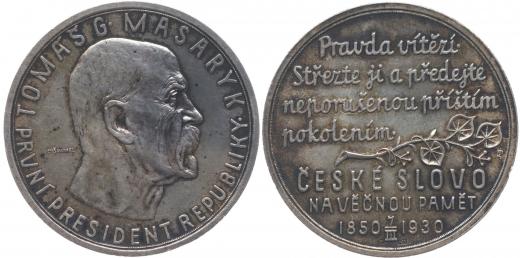 TOMÁŠ G. MASARYK
PRVNÍ PRESIDENT REPUBLIKY.
Pravda vítězí.
Střezte ji a předejte
neporušenou příštím
pokolením.
ČESKÉ SLOVO
NA VĚČNOU PAMĚŤ
1850 7/III 1930